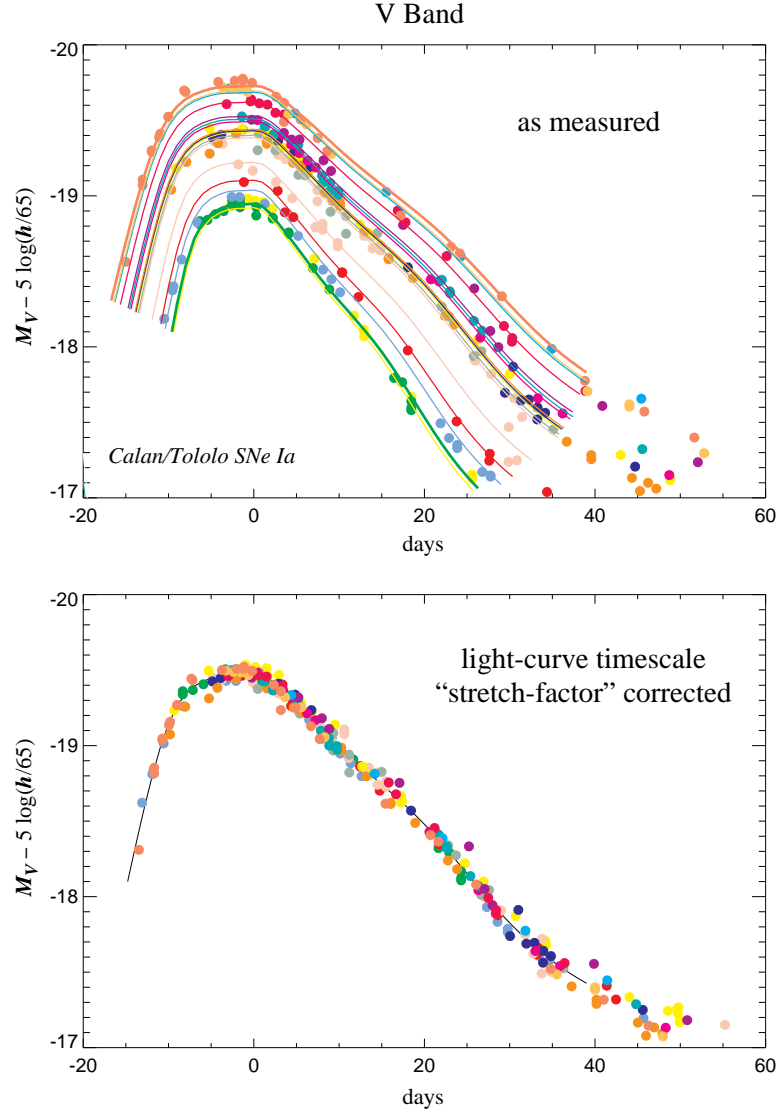 V Band
-20
-19
-18
-17
M_V – 5 log(h/65)
as measured
Calan/Tololo SNe Ia
-20 0 20 40 60
days
-20
-19
-18
-17
M_V – 5 log(h/65)
light-curve timescale
“stretch-factor” corrected
-20 0 20 40 60
days